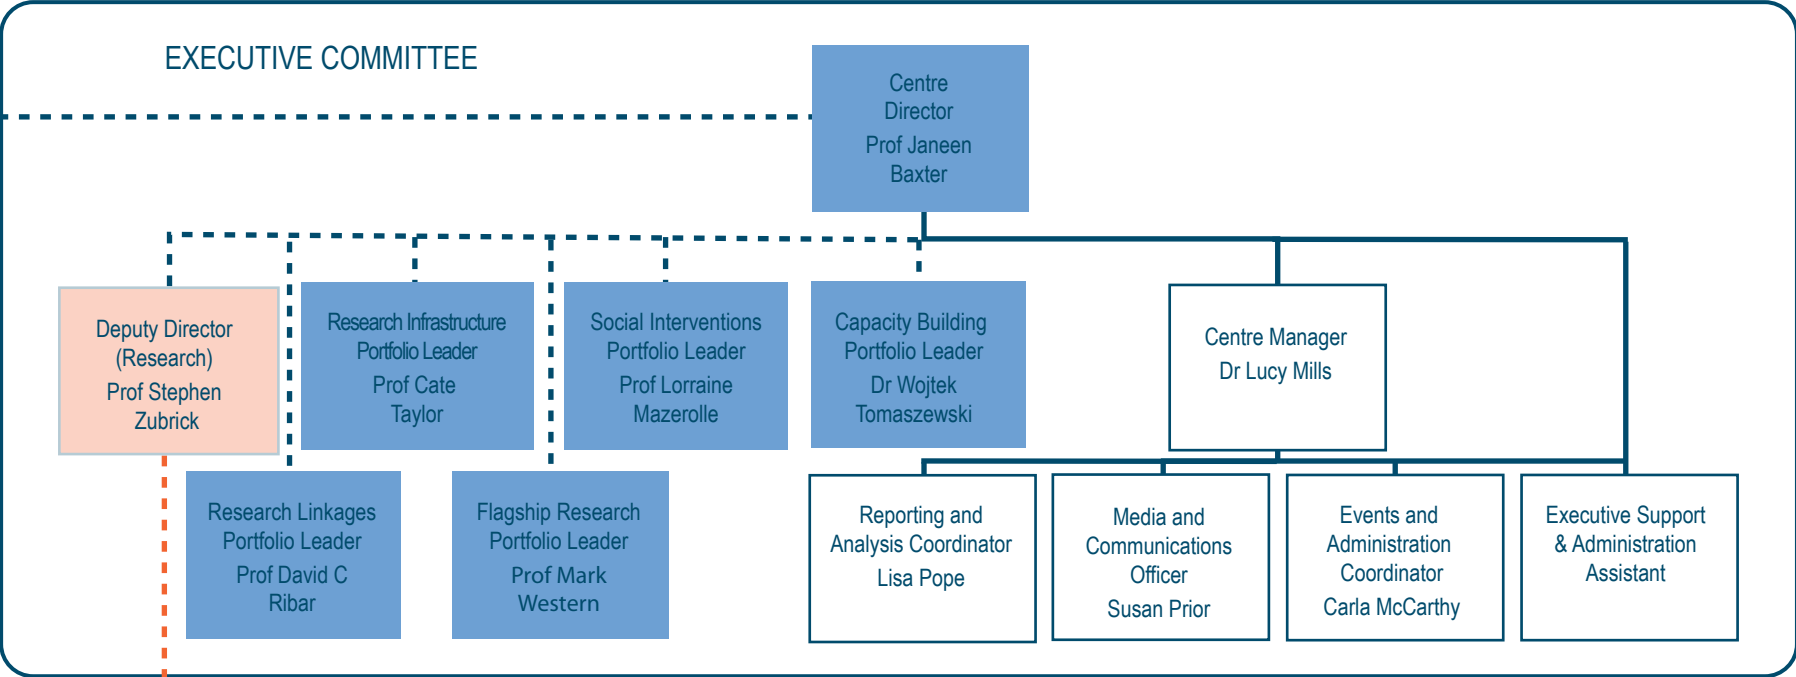 EXECUTIVE COMMITTEE
Centre
Director
Prof Janeen
Baxter
Deputy Director
(Research)
Prof Stephen
Zubrick
Research Infrastructure
Portfolio Leader
Prof Cate
Taylor
Social Interventions
Portfolio Leader
Prof Lorraine
Mazerolle
Capacity Building
Portfolio Leader
Dr Wojtek
Tomaszewski
Centre Manager
Dr Lucy Mills
Research Linkages
Portfolio Leader
Prof David C
Ribar
Flagship Research
Portfolio Leader
Prof Mark
Western
Reporting and
Analysis Coordinator
Lisa Pope
Media and
Communications
Officer
Susan Prior
Events and
Administration
Coordinator
Carla McCarthy
Executive Support
& Administration
Assistant